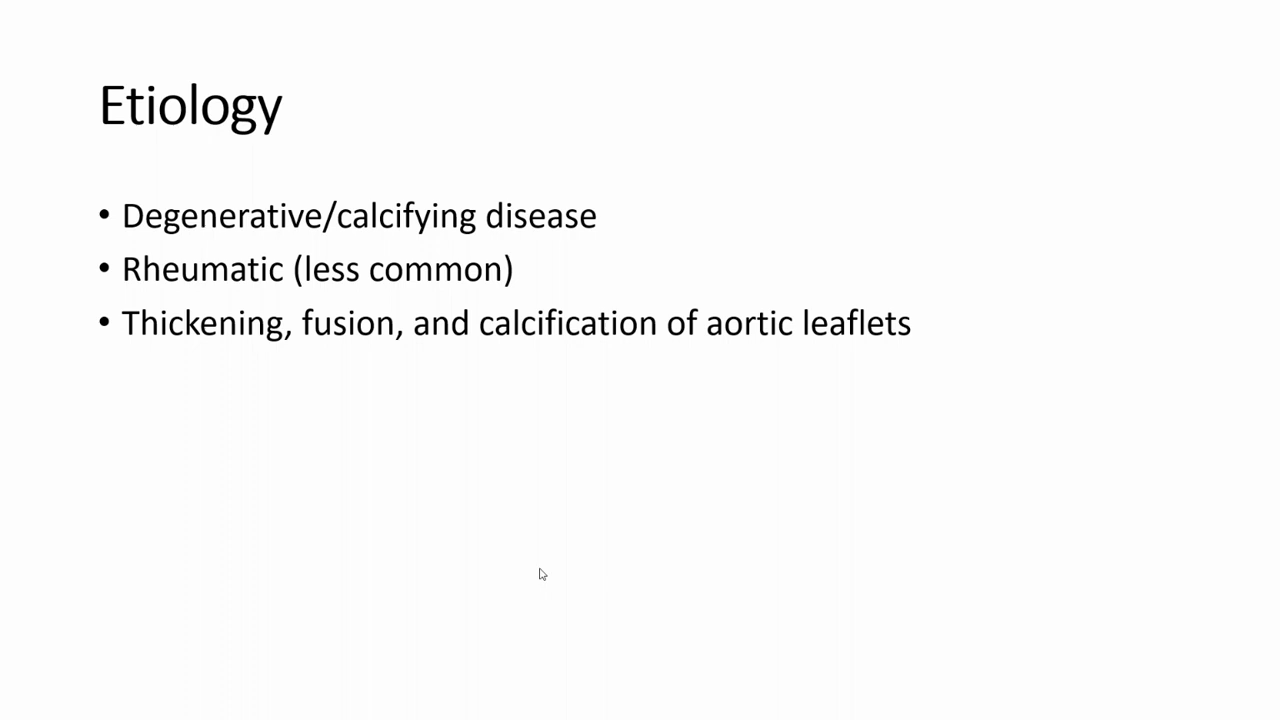 Etiology
• Degenerative/calcifying disease
• Rheumatic (less common)
• Thickening, fusion, and calcification of aortic leaflets